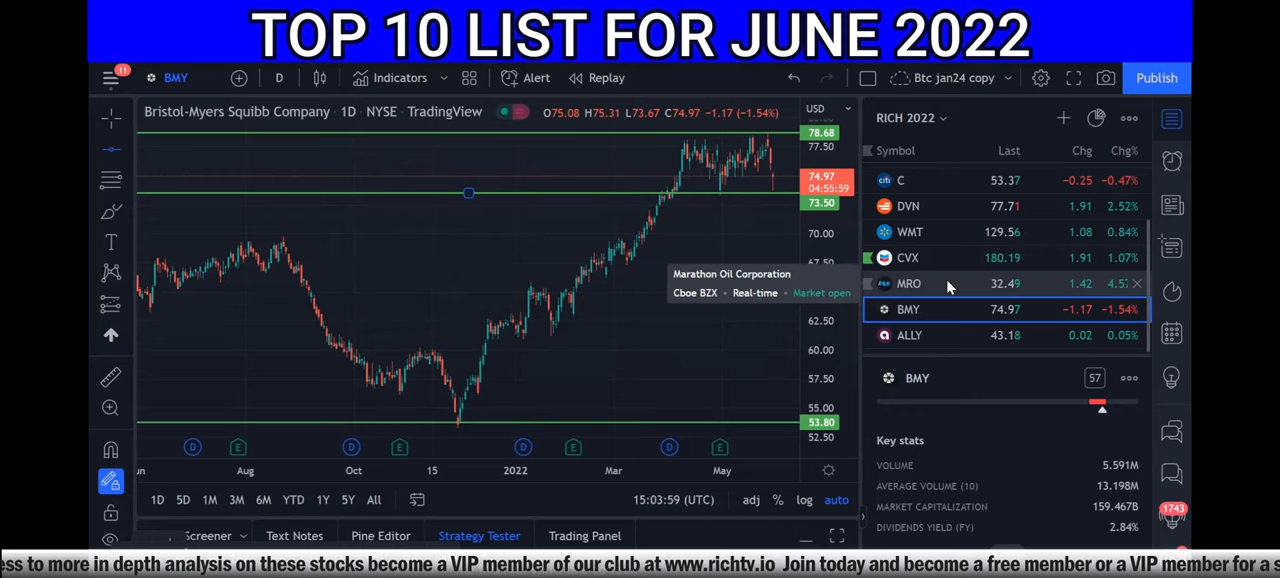 TOP 10 LIST FOR JUNE 2022
11
BMY
D
Indicators
Alert
Replay
Btc jan24 copy
Publish
Bristol-Myers Squibb Company · 1D · NYSE · TradingView
O75.08 H75.31 L73.67 C74.97 −1.17 (−1.54%)
USD
78.68
77.50
74.97
04:55:59
73.50
70.00
67.50
62.50
60.00
57.50
55.00
53.80
52.50
Marathon Oil Corporation
Cboe BZX • Real-time • Market open
D E D E D E D E
Aug Oct 15 2022 Mar May
1D 5D 1M 3M 6M YTD 1Y 5Y All
15:03:59 (UTC) adj % log auto
Screener Text Notes Pine Editor Strategy Tester Trading Panel
RICH 2022
Symbol Last Chg Chg%
citi C 53.37 −0.25 −0.47%
DVN 77.71 1.91 2.52%
WMT 129.56 1.08 0.84%
CVX 180.19 1.91 1.07%
MRO 32.49 1.42 4.57
BMY 74.97 −1.17 −1.54%
ALLY 43.18 0.02 0.05%
BMY 57
Key stats
VOLUME 5.591M
AVERAGE VOLUME (10) 13.198M
MARKET CAPITALIZATION 159.467B
DIVIDENDS YIELD (FY) 2.84%
1743
ess to more in depth analysis on these stocks become a VIP member of our club at www.richtv.io Join today and become a free member or a VIP member for a s